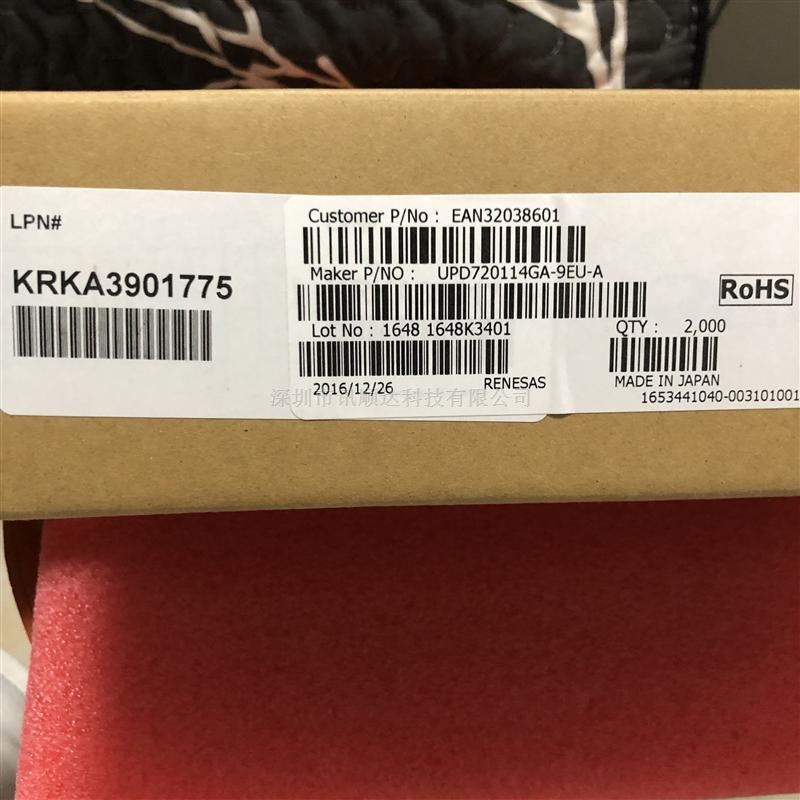 LPN#
KRKA3901775
Customer P/No : EAN32038601
Maker P/NO : UPD720114GA-9EU-A
Lot No : 1648 1648K3401
2016/12/26 RENESAS
RoHS
QTY : 2,000
MADE IN JAPAN
1653441040-003101001
深圳市讯顺达科技有限公司